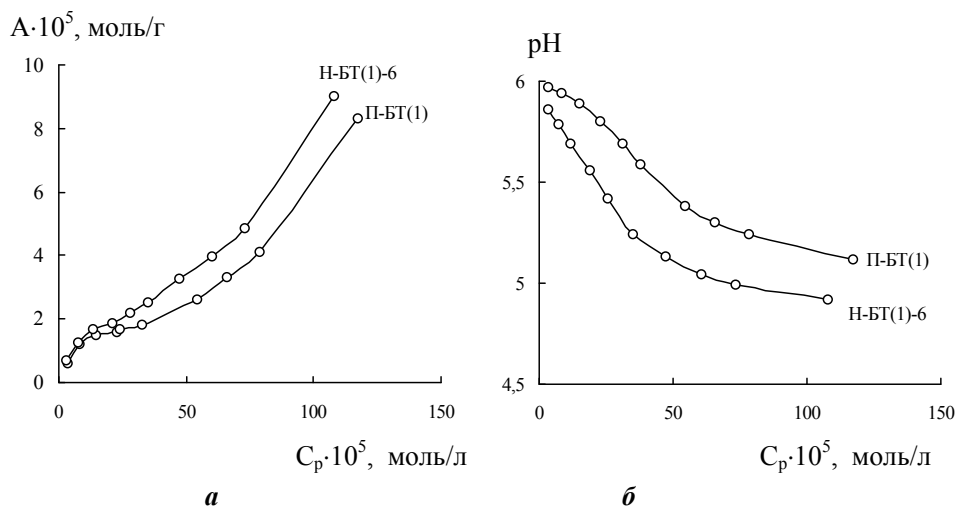 А·10⁵, моль/г
10
8
6
4
2
0
0 50 100 150
Н-БТ(1)-6
П-БТ(1)
Cр·10⁵, моль/л
а
pH
6
5,5
5
4,5
0 50 100 150
П-БТ(1)
Н-БТ(1)-6
Cр·10⁵, моль/л
б